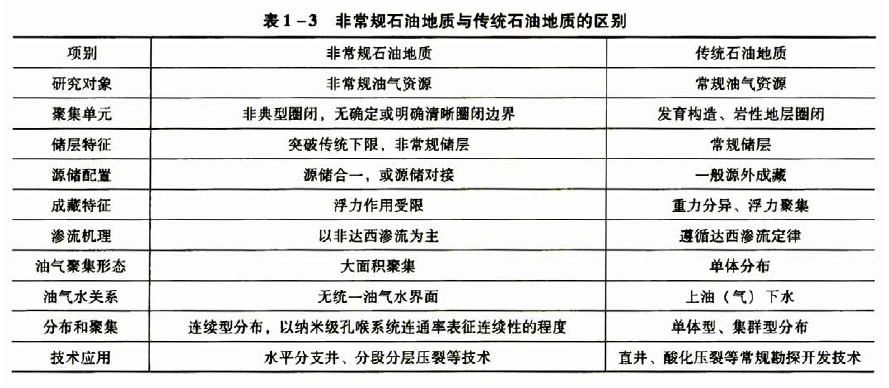 表1-3 非常规石油地质与传统石油地质的区别
项别 非常规石油地质 传统石油地质
研究对象 非常规油气资源 常规油气资源
聚集单元 非典型圈闭，无确定或明确清晰圈闭边界 发育构造、岩性地层圈闭
储层特征 突破传统下限，非常规储层 常规储层
源储配置 源储合一，或源储对接 一般源外成藏
成藏特征 浮力作用受限 重力分异、浮力聚集
渗流机理 以非达西渗流为主 遵循达西渗流定律
油气聚集形态 大面积聚集 单体分布
油气水关系 无统一油气水界面 上油（气）下水
分布和聚集 连续型分布，以纳米级孔喉系统连通率表征连续性的程度 单体型、集群型分布
技术应用 水平分支井、分段分层压裂等技术 直井、酸化压裂等常规勘探开发技术